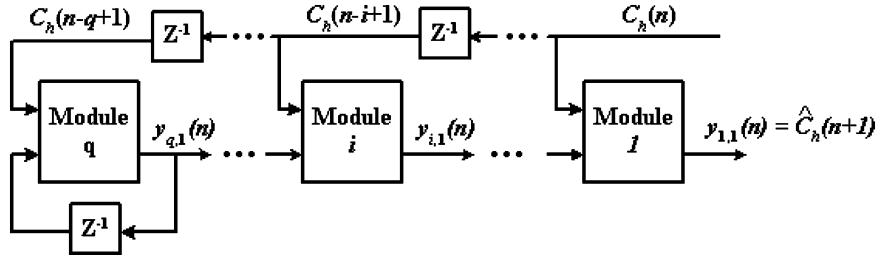 C_h(n-q+1)
Z^-1
C_h(n-i+1)
Z^-1
C_h(n)
Module q
y_q,1(n)
Module i
y_i,1(n)
Module 1
y_1,1(n) = Ĉ_h(n+1)
Z^-1